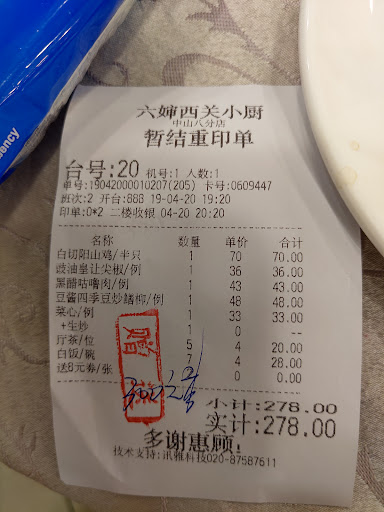 ency
六婶西关小厨
中山八分店
暂结重印单
台号:20 机号:1 人数:1
单号:19042000010207(205) 卡号:0609447
班次:2 开台:888 19-04-20 19:20
印单:0*2 二楼收银 04-20 20:20
名称 数量 单价 合计
白切阳山鸡/半只 1 70 70.00
豉油皇让尖椒/例 1 36 36.00
黑醋咕噜肉/例 1 43 43.00
豆酱四季豆炒鳝柳/例 1 48 48.00
菜心/例 1 33 33.00
+生炒 1 0 --
厅茶/位 5 4 20.00
白饭/碗 7 4 28.00
送8元券/张 0 0.00
小计:278.00
实计:278.00
多谢惠顾!
技术支持:讯雅科技020-87587611